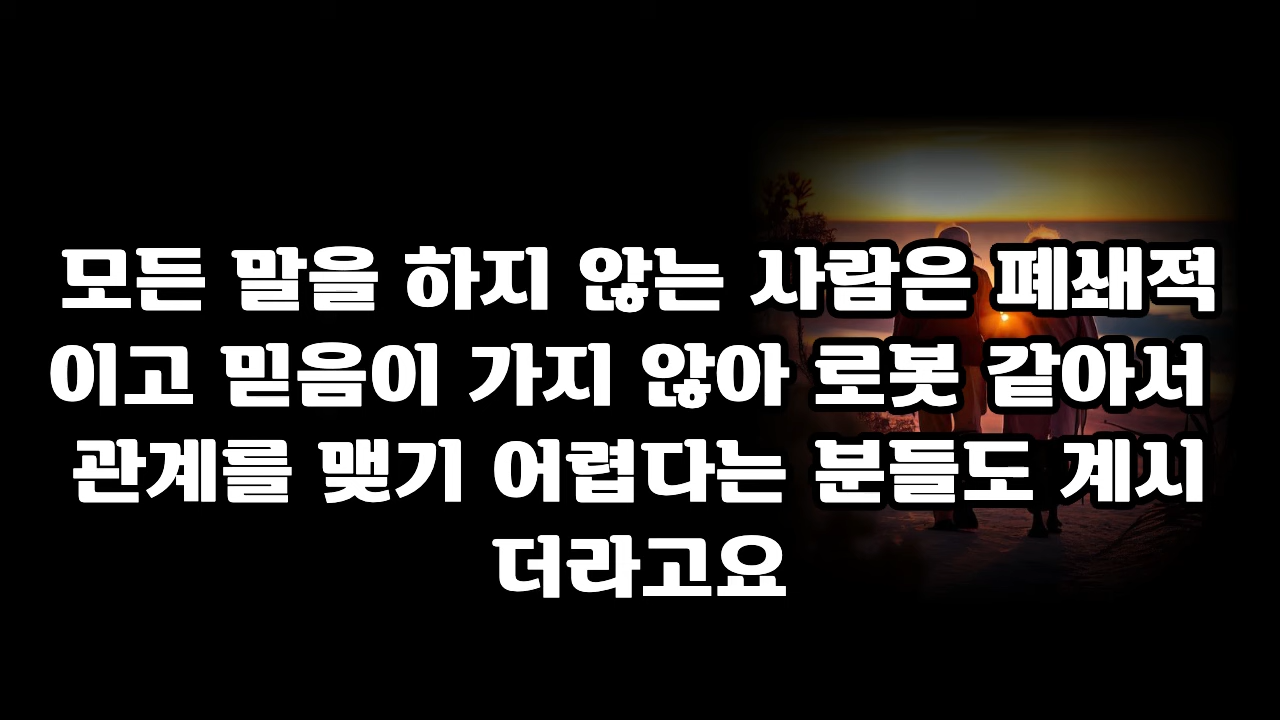 모든 말을 하지 않는 사람은 폐쇄적
이고 믿음이 가지 않아 로봇 같아서
관계를 맺기 어렵다는 분들도 계시
더라고요